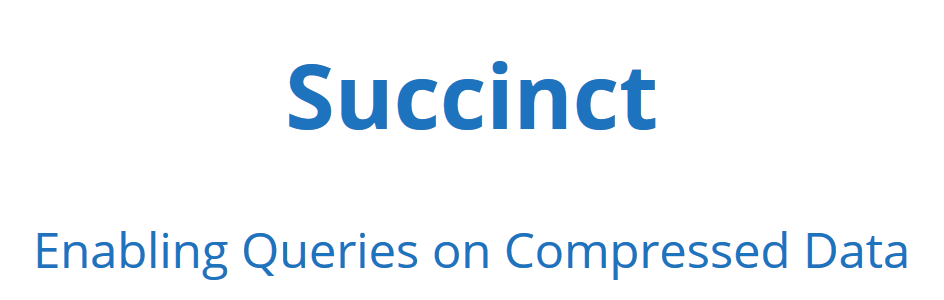 Succinct
Enabling Queries on Compressed Data